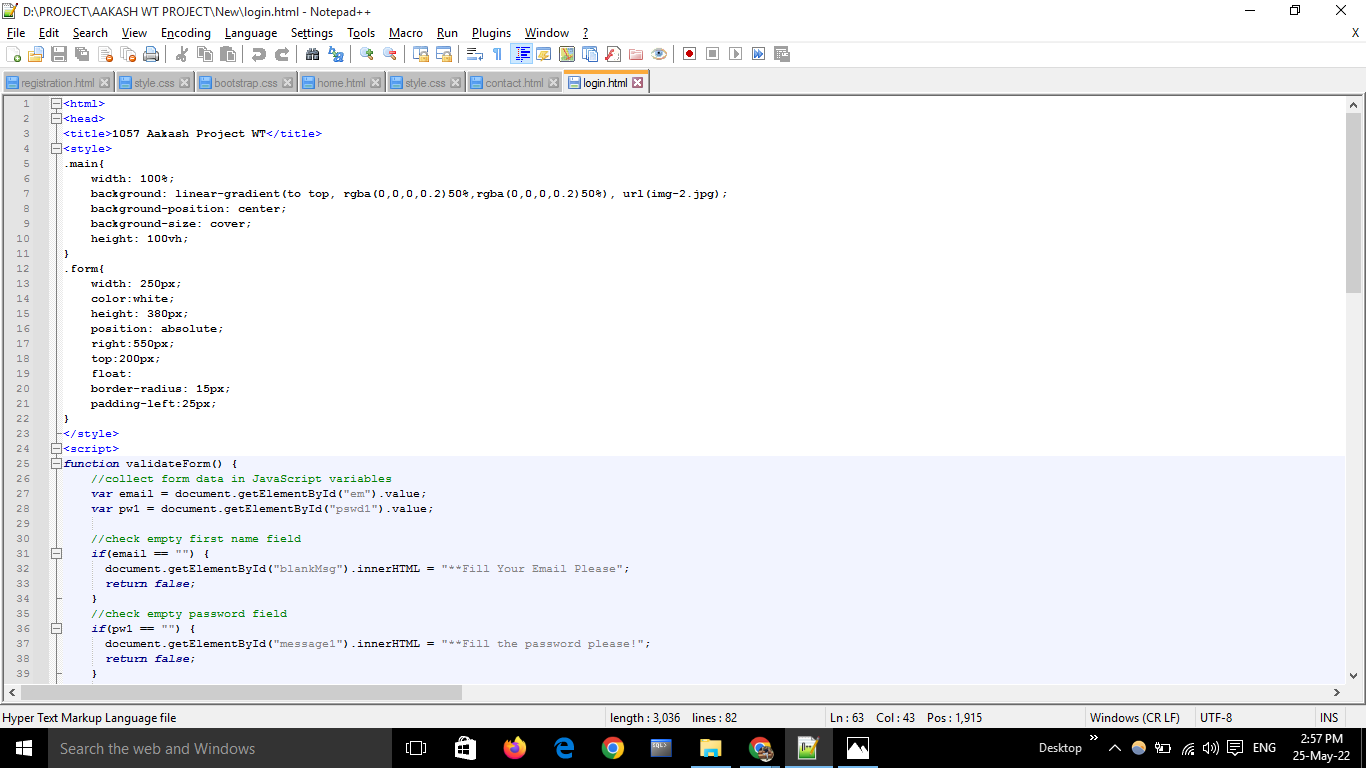 D:\PROJECT\AAKASH WT PROJECT\New\login.html - Notepad++
File Edit Search View Encoding Language Settings Tools Macro Run Plugins Window ? X
registration.html style.css bootstrap.css home.html style.css contact.html login.html
1 <html>
2 <head>
3 <title>1057 Aakash Project WT</title>
4 <style>
5 .main{
6 width: 100%;
7 background: linear-gradient(to top, rgba(0,0,0,0.2)50%,rgba(0,0,0,0.2)50%), url(img-2.jpg);
8 background-position: center;
9 background-size: cover;
10 height: 100vh;
11 }
12 .form{
13 width: 250px;
14 color:white;
15 height: 380px;
16 position: absolute;
17 right:550px;
18 top:200px;
19 float:
20 border-radius: 15px;
21 padding-left:25px;
22 }
23 </style>
24 <script>
25 function validateForm() {
26 //collect form data in JavaScript variables
27 var email = document.getElementById("em").value;
28 var pw1 = document.getElementById("pswd1").value;
29
30 //check empty first name field
31 if(email == "") {
32 document.getElementById("blankMsg").innerHTML = "**Fill Your Email Please";
33 return false;
34 }
35 //check empty password field
36 if(pw1 == "") {
37 document.getElementById("message1").innerHTML = "**Fill the password please!";
38 return false;
39 }
Hyper Text Markup Language file length : 3,036 lines : 82 Ln : 63 Col : 43 Pos : 1,915 Windows (CR LF) UTF-8 INS
Search the web and Windows Desktop ENG 2:57 PM
25-May-22